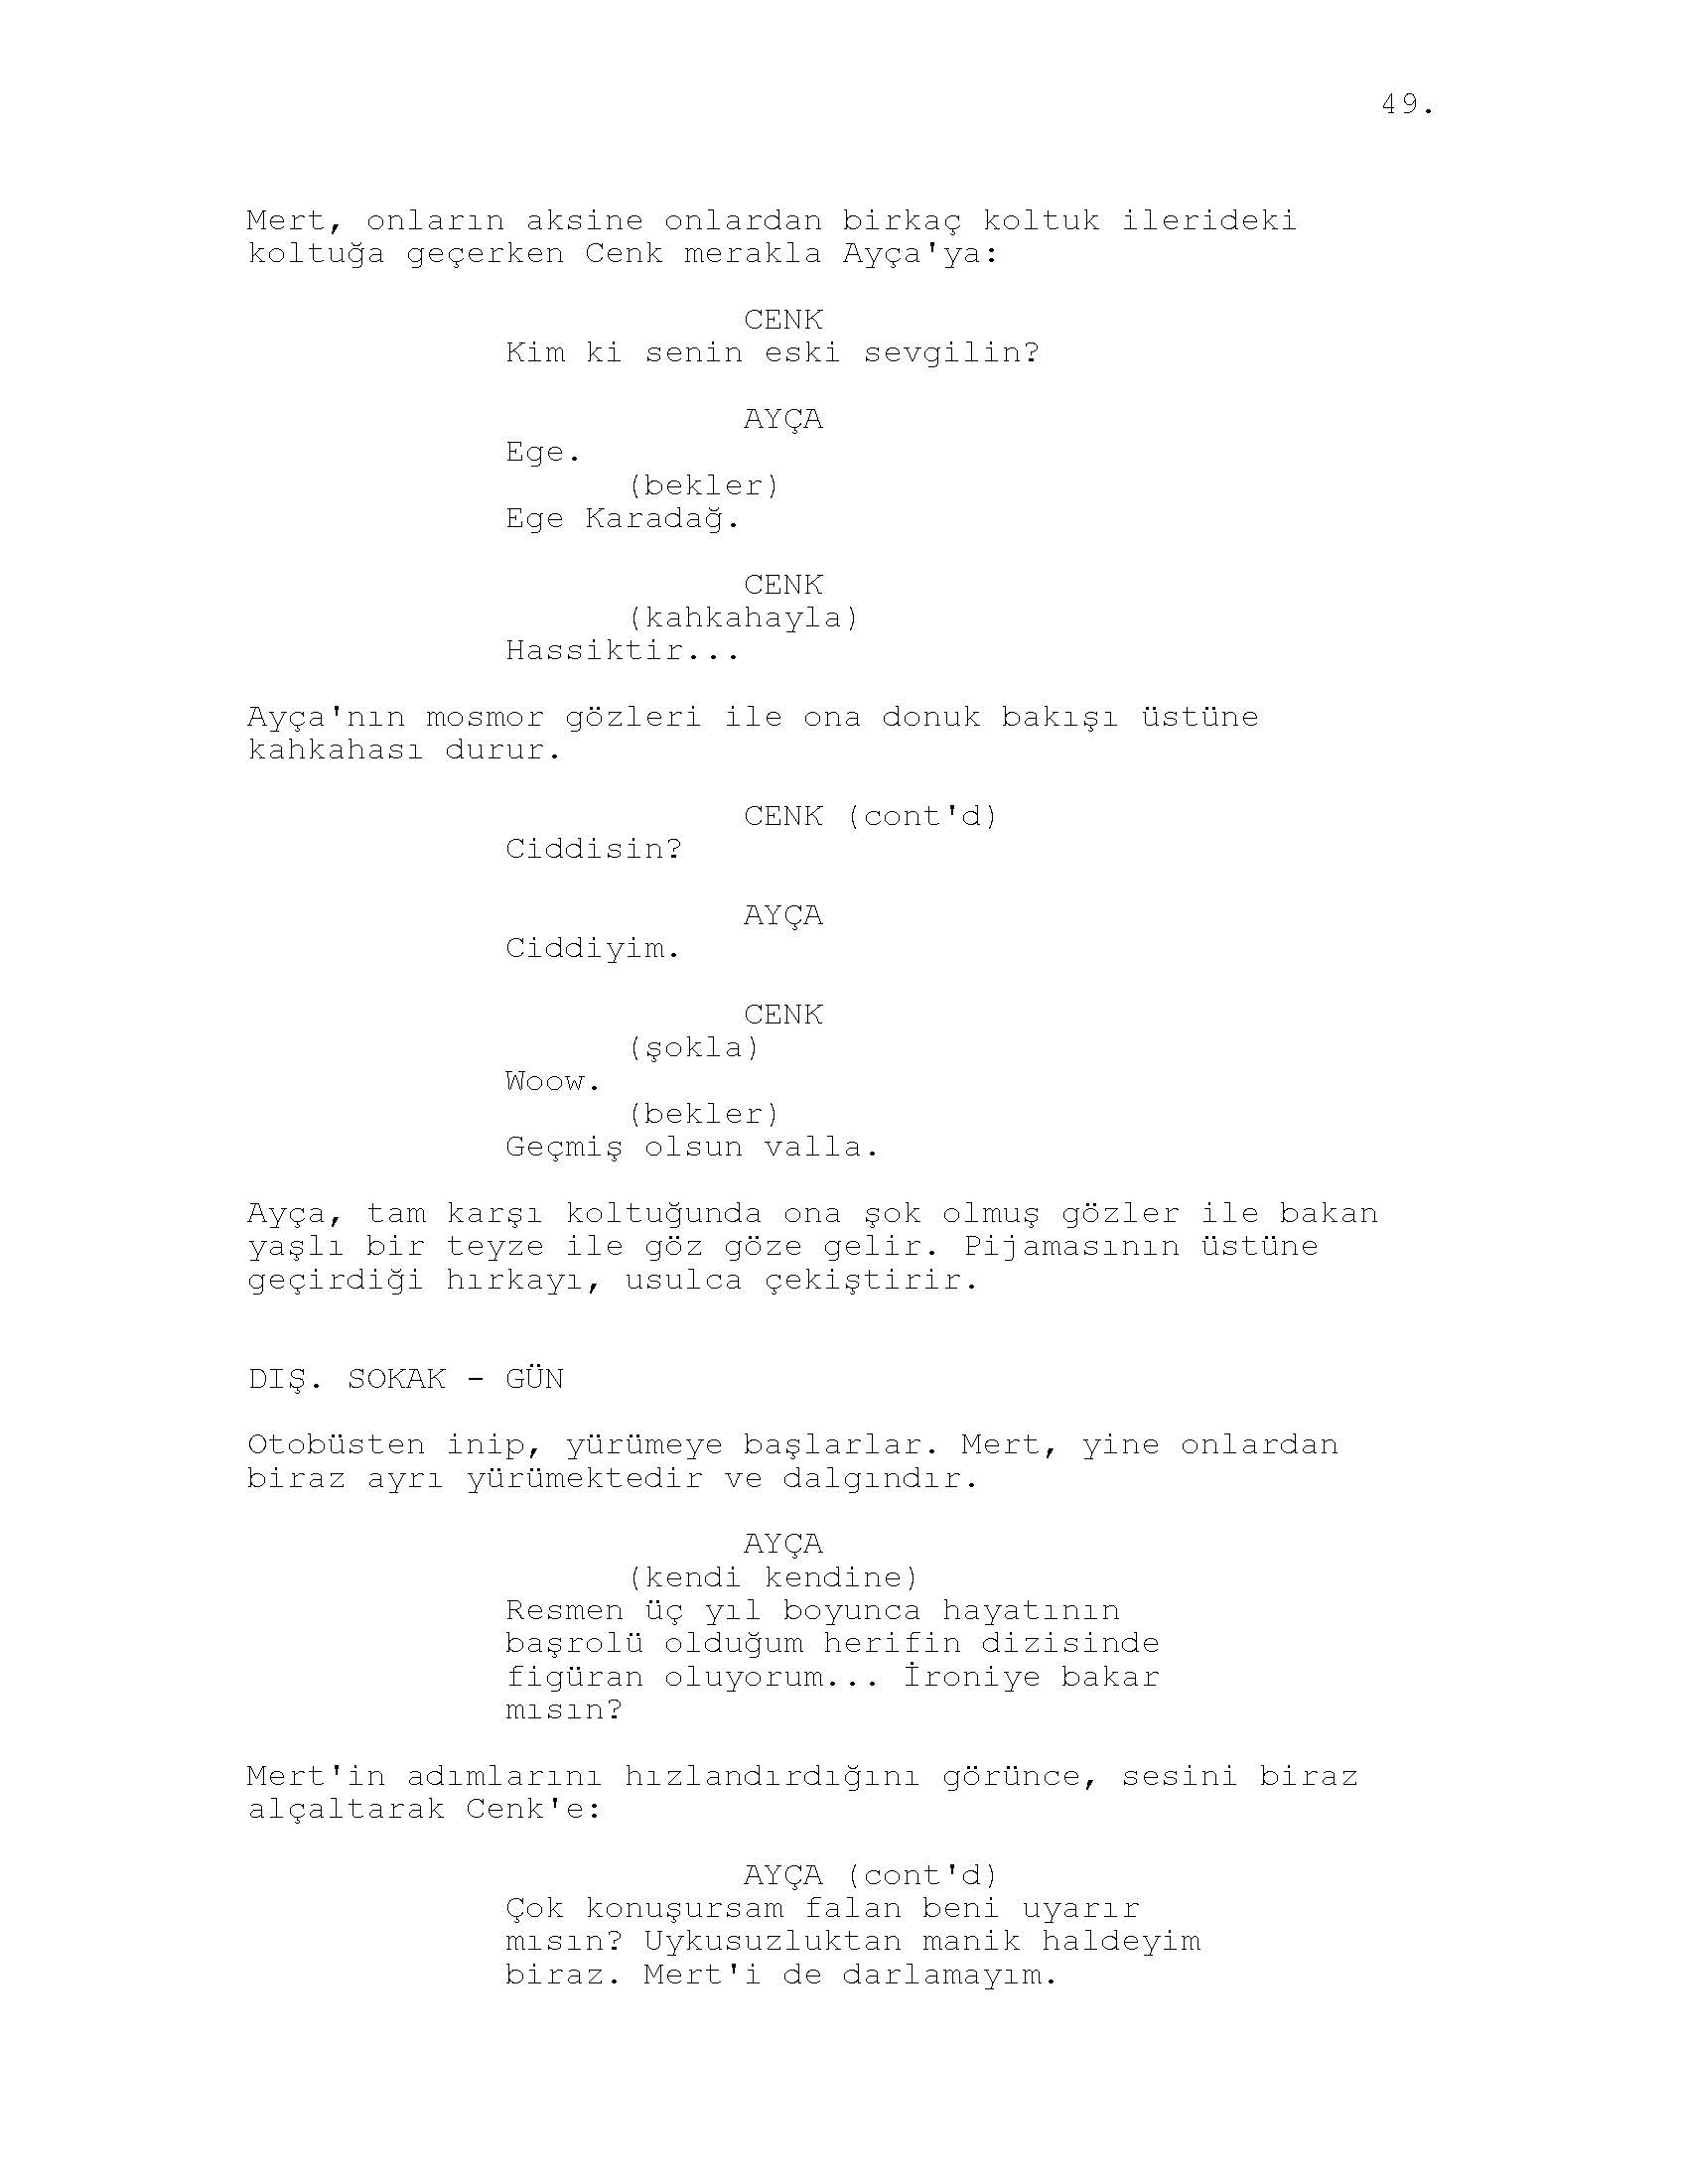 49.
Mert, onların aksine onlardan birkaç koltuk ilerideki
koltuğa geçerken Cenk merakla Ayça'ya:
CENK
Kim ki senin eski sevgilin?
AYÇA
Ege.
(bekler)
Ege Karadağ.
CENK
(kahkahayla)
Hassiktir...
Ayça'nın mosmor gözleri ile ona donuk bakışı üstüne
kahkahası durur.
CENK (cont'd)
Ciddisin?
AYÇA
Ciddiyim.
CENK
(şokla)
Woow.
(bekler)
Geçmiş olsun valla.
Ayça, tam karşı koltuğunda ona şok olmuş gözler ile bakan
yaşlı bir teyze ile göz göze gelir. Pijamasının üstüne
geçirdiği hırkayı, usulca çekiştirir.
DIŞ. SOKAK - GÜN
Otobüsten inip, yürümeye başlarlar. Mert, yine onlardan
biraz ayrı yürümektedir ve dalgındır.
AYÇA
(kendi kendine)
Resmen üç yıl boyunca hayatının
başrolü olduğum herifin dizisinde
figüran oluyorum... İroniye bakar
mısın?
Mert'in adımlarını hızlandırdığını görünce, sesini biraz
alçaltarak Cenk'e:
AYÇA (cont'd)
Çok konuşursam falan beni uyarır
mısın? Uykusuzluktan manik haldeyim
biraz. Mert'i de darlamayım.